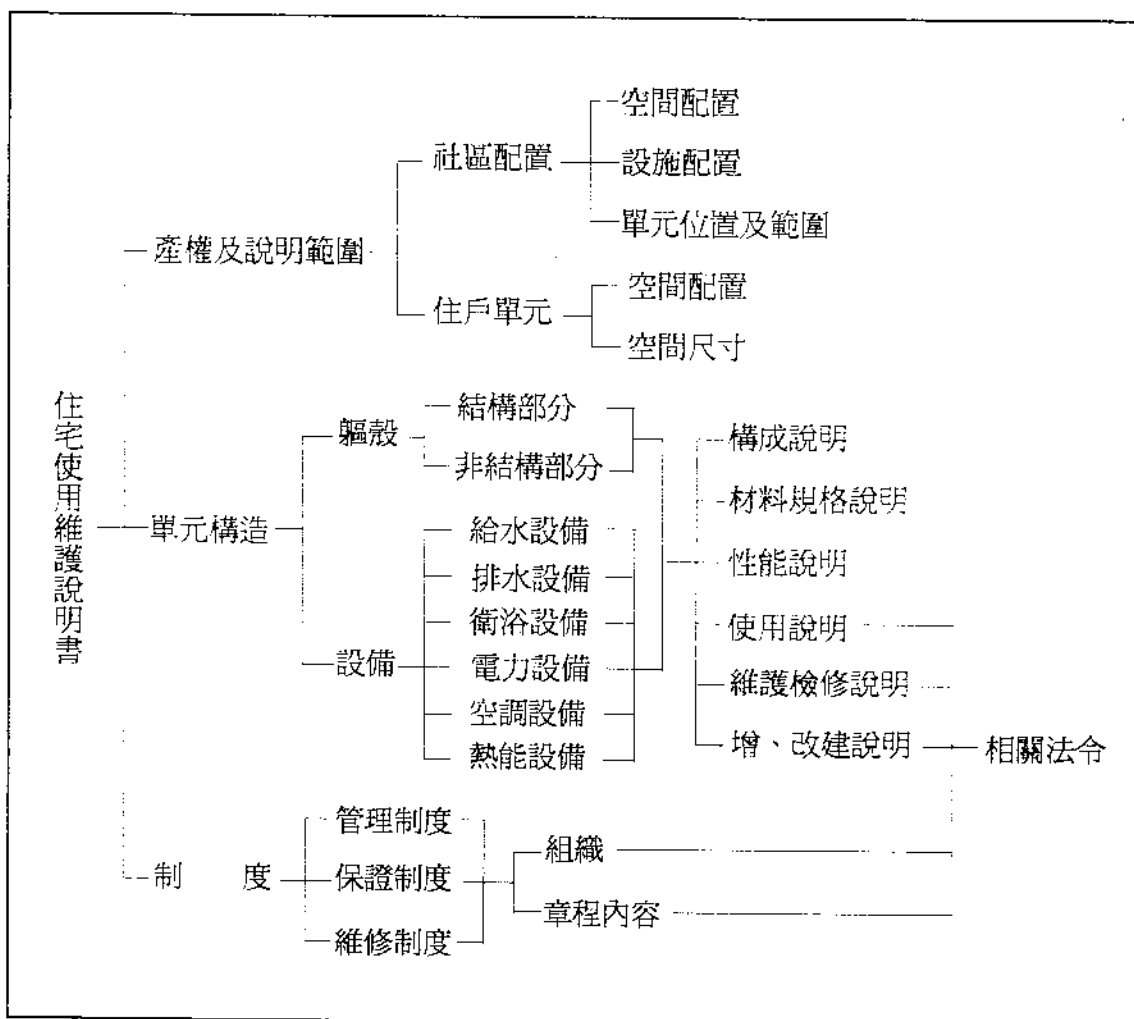 住宅使用維護說明書
產權及說明範圍
社區配置
空間配置
設施配置
單元位置及範圍
住戶單元
空間配置
空間尺寸
單元構造
軀殼
結構部分
非結構部分
設備
給水設備
排水設備
衛浴設備
電力設備
空調設備
熱能設備
構成說明
材料規格說明
性能說明
使用說明
維護檢修說明
增、改建說明
相關法令
制 度
管理制度
保證制度
維修制度
組織
章程內容